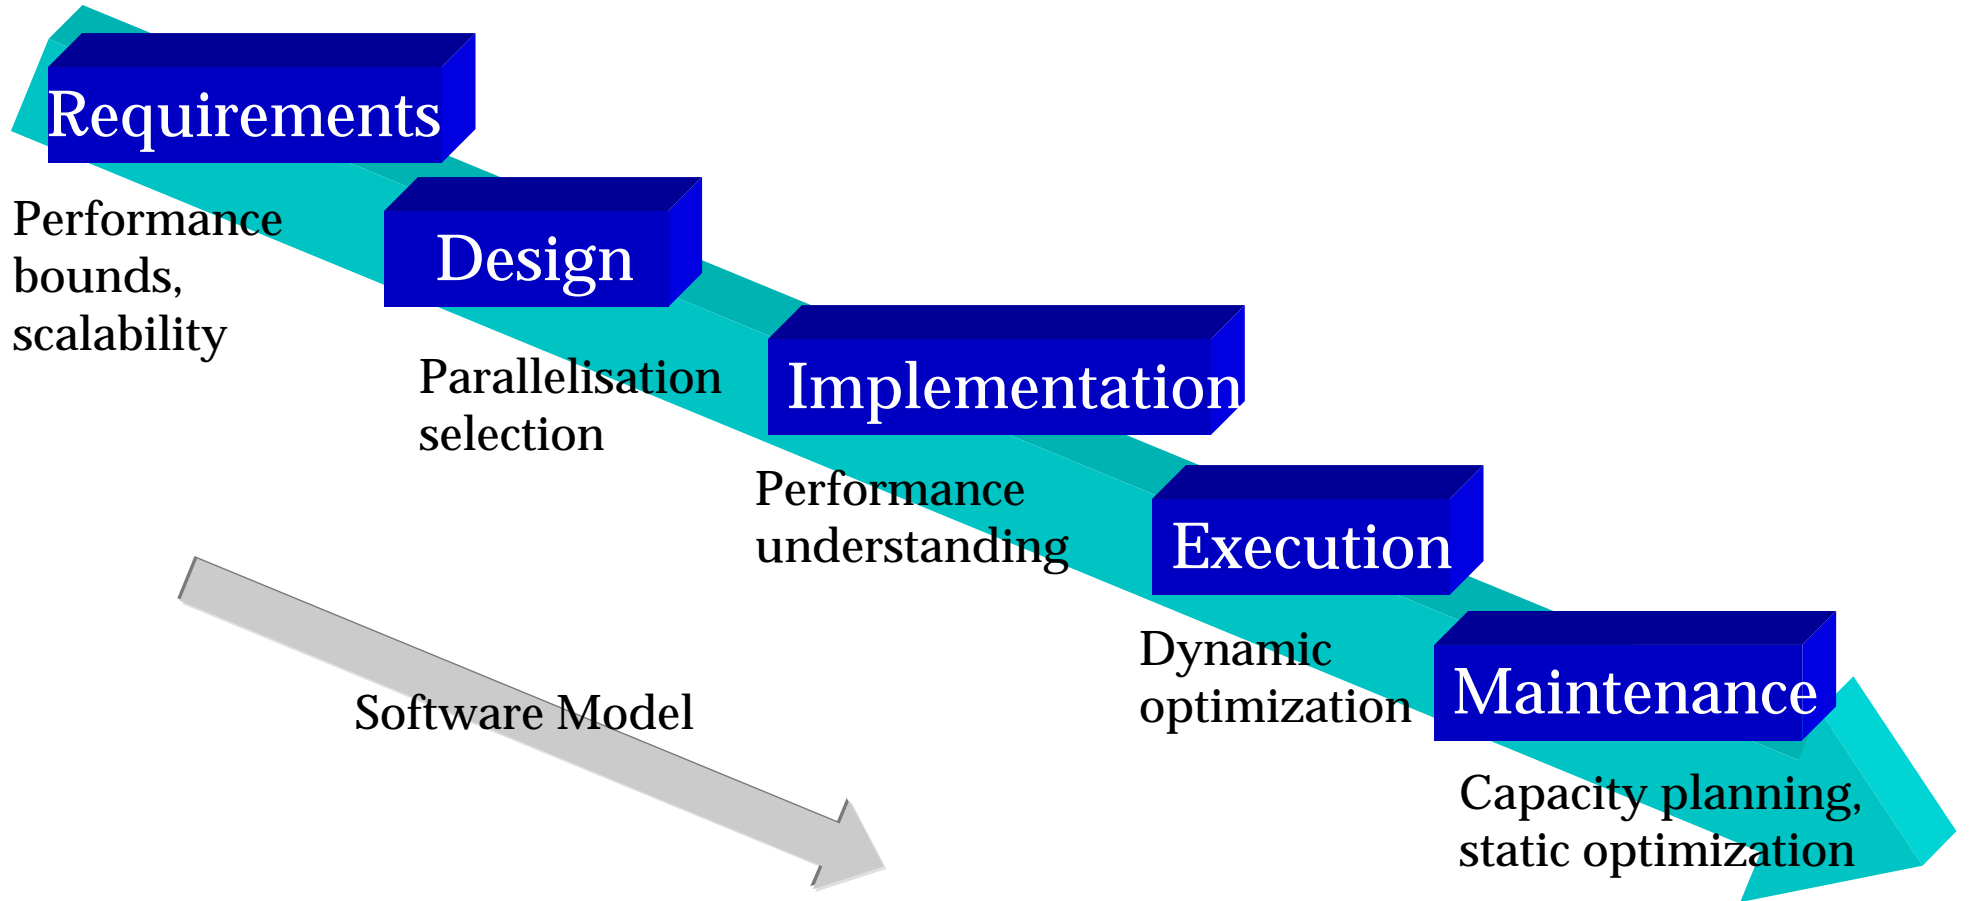 Requirements
Performance
bounds,
scalability
Design
Parallelisation
selection
Implementation
Performance
understanding
Execution
Dynamic
optimization
Maintenance
Capacity planning,
static optimization
Software Model